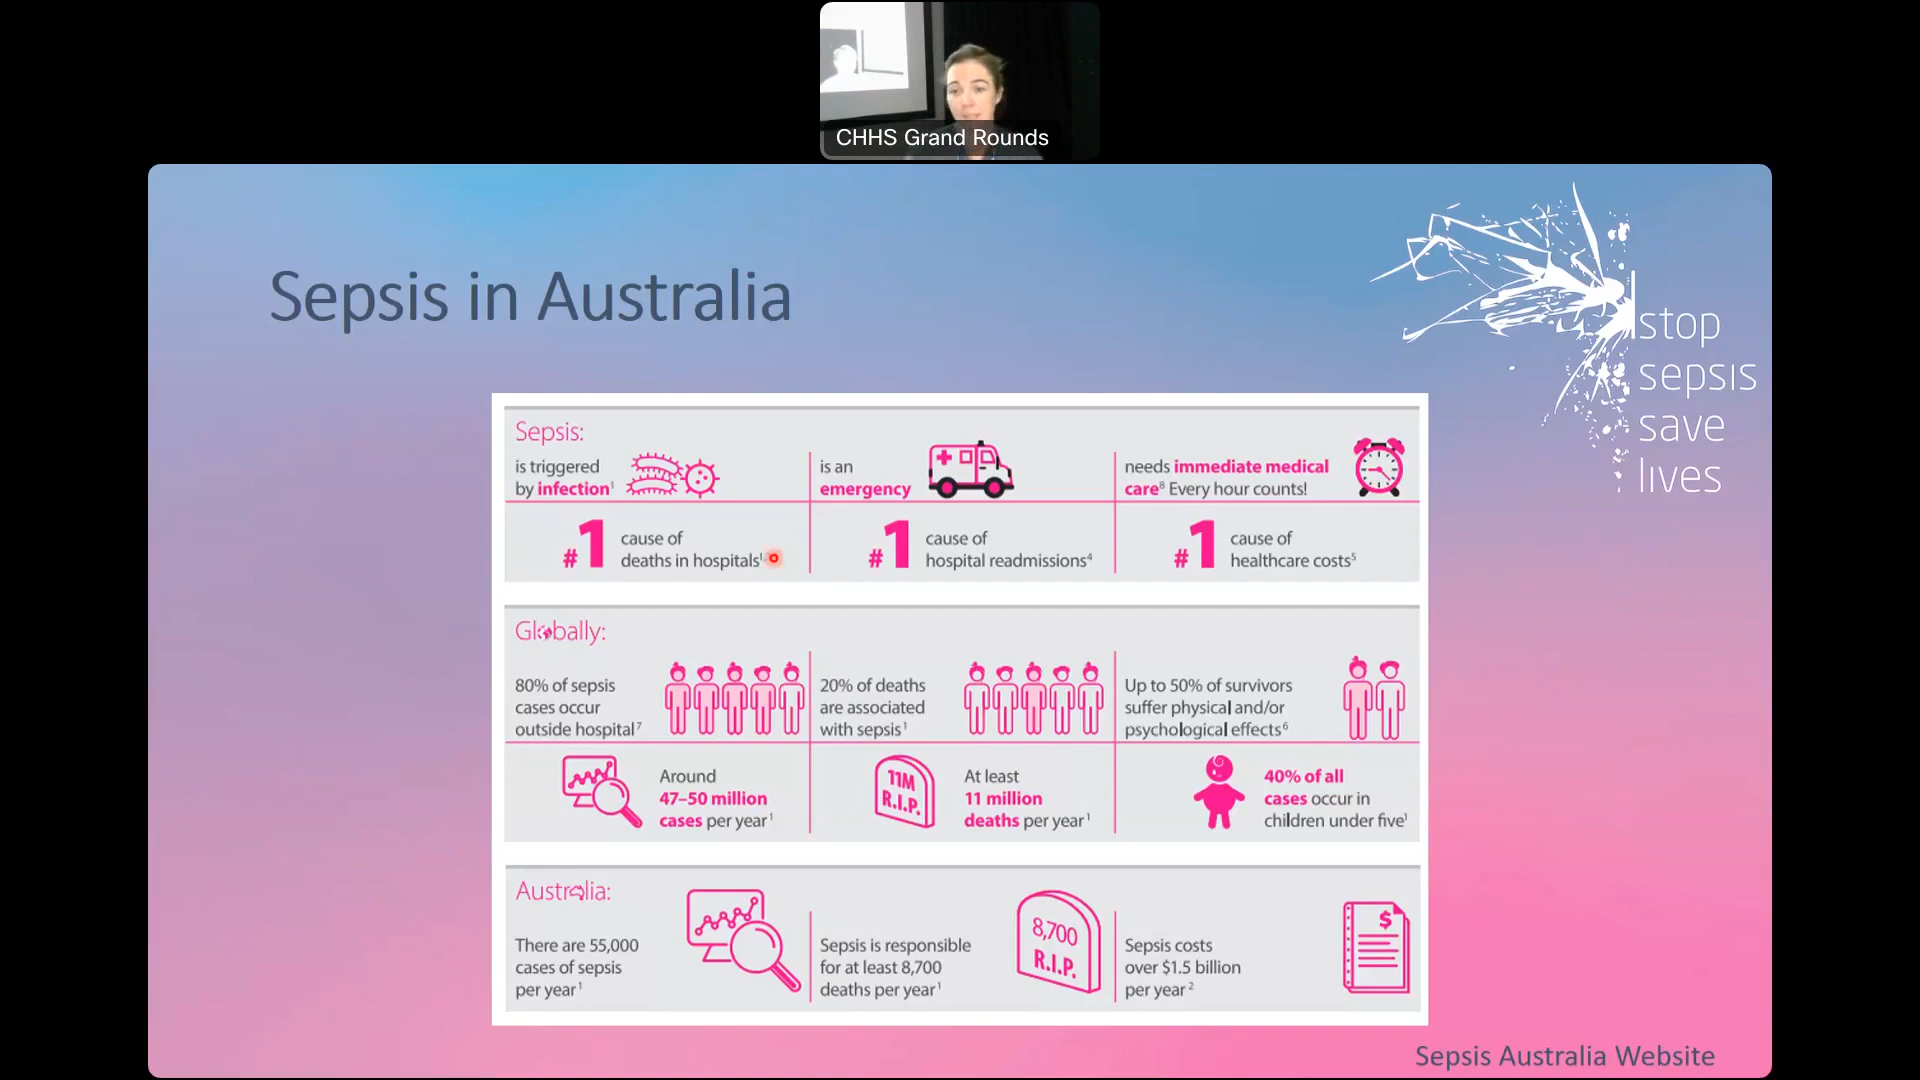 CHHS Grand Rounds
Sepsis in Australia
stop
sepsis
save
lives
Sepsis:
is triggered
by infection¹
is an
emergency
needs immediate medical
care⁸ Every hour counts!
#1
cause of
deaths in hospitals¹
#1
cause of
hospital readmissions⁴
#1
cause of
healthcare costs⁵
Globally:
80% of sepsis
cases occur
outside hospital⁷
20% of deaths
are associated
with sepsis¹
Up to 50% of survivors
suffer physical and/or
psychological effects⁶
Around
47–50 million
cases per year¹
11M
R.I.P.
At least
11 million
deaths per year¹
40% of all
cases occur in
children under five¹
Australia:
There are 55,000
cases of sepsis
per year¹
Sepsis is responsible
for at least 8,700
deaths per year¹
8,700
R.I.P.
Sepsis costs
over $1.5 billion
per year²
$
Sepsis Australia Website